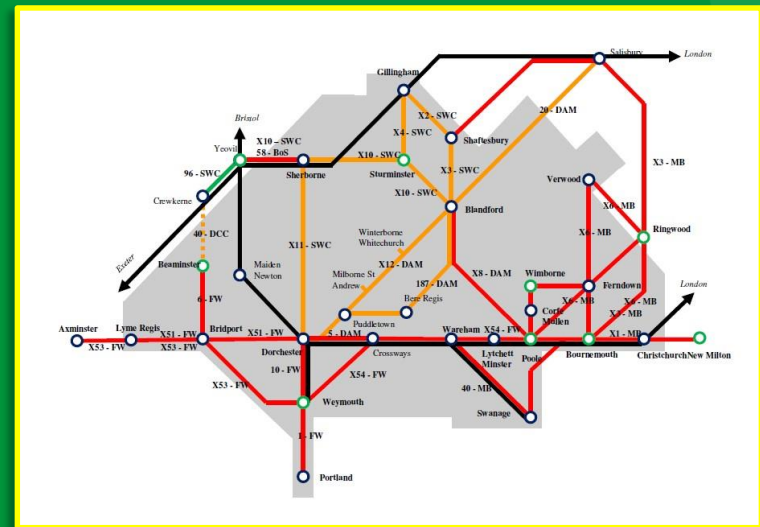 Salisbury
London
Gillingham
20 - DAM
X2 - SWC
Bristol
X4 - SWC
Shaftesbury
X10 – SWC
Yeovil
58 - BoS
X10 - SWC
X3 - MB
Sherborne
Sturminster
X3 - SWC
96 - SWC
Verwood
X10 - SWC
Crewkerne
X6 - MB
Blandford
40 - DCC
Winterborne
Whitchurch
X6 - MB
Ringwood
X11 - SWC
X12 - DAM
Exeter
Beaminster
Maiden
Newton
Milborne St
Andrew
187 - DAM
X8 - DAM
Wimborne
Ferndown
London
6 - FW
Bere Regis
Corfe
Mullen
X6 - MB
X6 - MB
Puddletown
X3 - MB
Axminster
Lyme Regis
X51 - FW
Bridport
X51 - FW
5 - DAM
Wareham
X54 - FW
X1 - MB
X53 - FW
X53 - FW
Dorchester
Crossways
Lytchett
Minster
Poole
Bournemouth
Christchurch
New Milton
10 - FW
X54 - FW
X53 - FW
40 - MB
Weymouth
Swanage
1 - FW
Portland